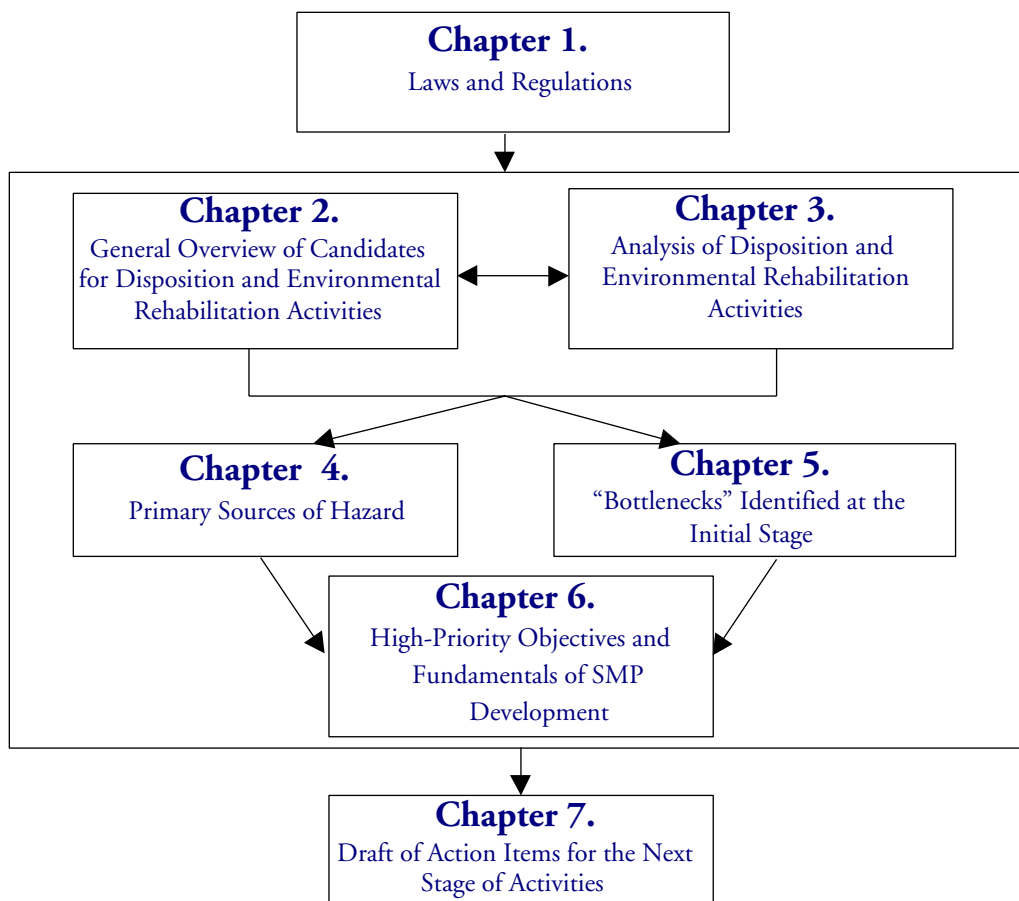 Chapter 1.
Laws and Regulations
Chapter 2.
General Overview of Candidates
for Disposition and Environmental
Rehabilitation Activities
Chapter 3.
Analysis of Disposition and
Environmental Rehabilitation
Activities
Chapter 4.
Primary Sources of Hazard
Chapter 5.
“Bottlenecks” Identified at the
Initial Stage
Chapter 6.
High-Priority Objectives and
Fundamentals of SMP
Development
Chapter 7.
Draft of Action Items for the Next
Stage of Activities